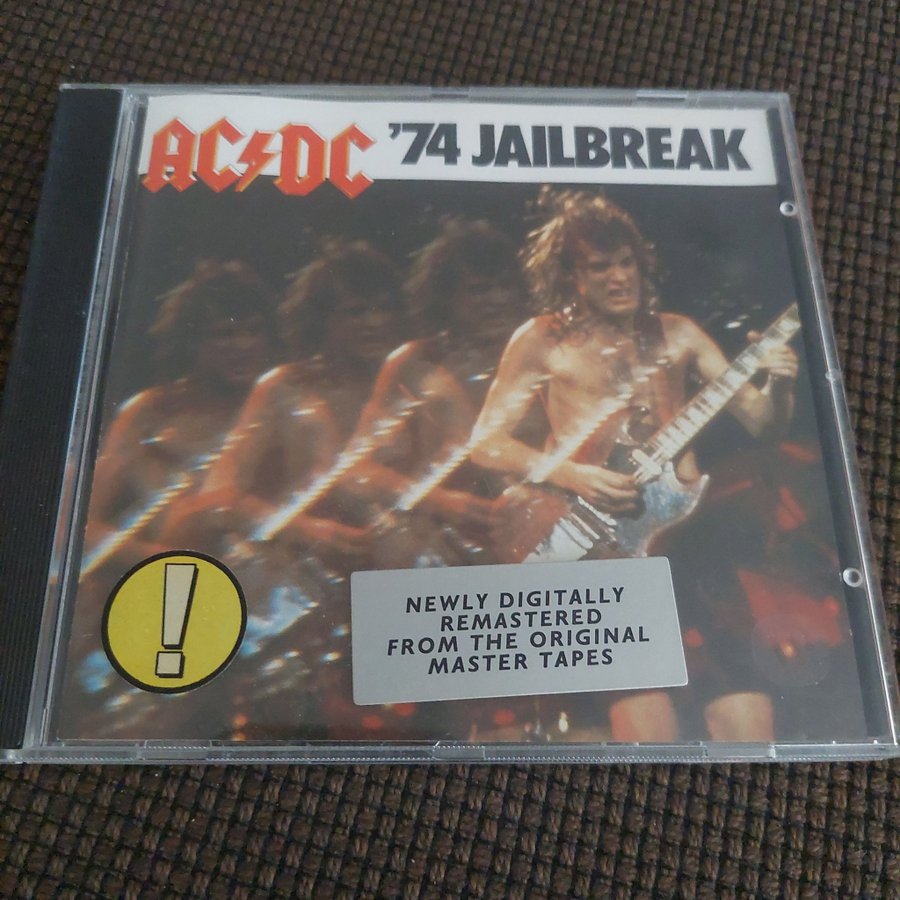 AC⚡DC '74 JAILBREAK
!
NEWLY DIGITALLY
REMASTERED
FROM THE ORIGINAL
MASTER TAPES